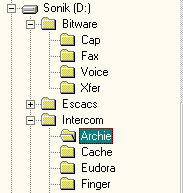 Sonik (D:)
Bitware
Cap
Fax
Voice
Xfer
Escacs
Intercom
Archie
Cache
Eudora
Finger